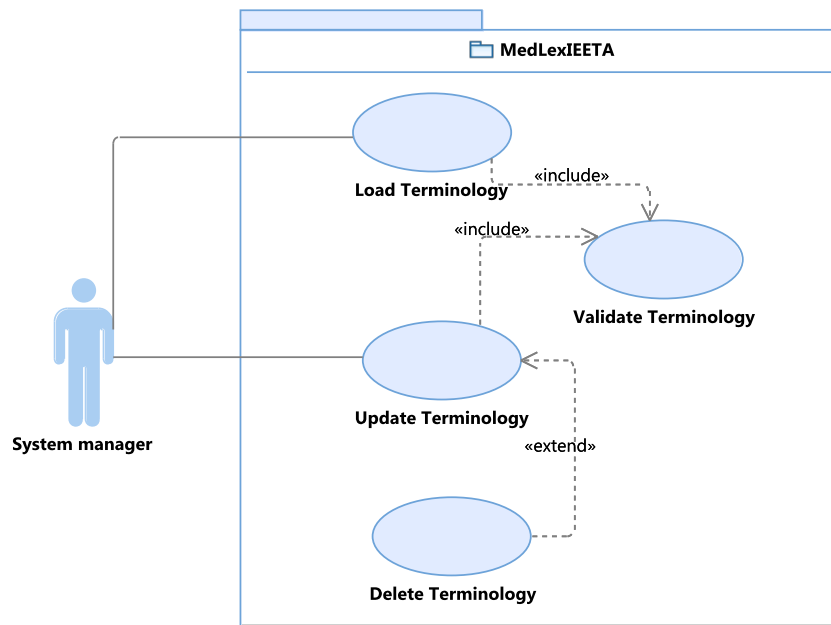 MedLexIEETA
Load Terminology
«include»
«include»
Validate Terminology
Update Terminology
System manager
«extend»
Delete Terminology